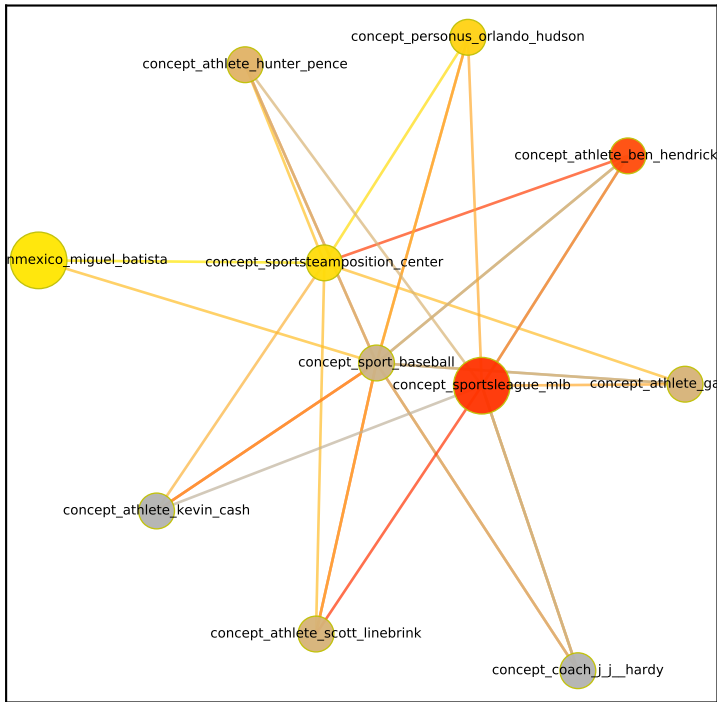 concept_personus_orlando_hudson
concept_athlete_hunter_pence
concept_athlete_ben_hendrick
nmexico_miguel_batista
concept_sportsteamposition_center
concept_sport_baseball
concept_sportsleague_mlb
concept_athlete_ga
concept_athlete_kevin_cash
concept_athlete_scott_linebrink
concept_coach_j_j__hardy